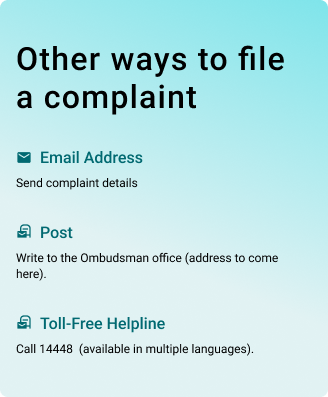 Other ways to file
a complaint
Email Address
Send complaint details
Post
Write to the Ombudsman office (address to come
here).
Toll-Free Helpline
Call 14448  (available in multiple languages).